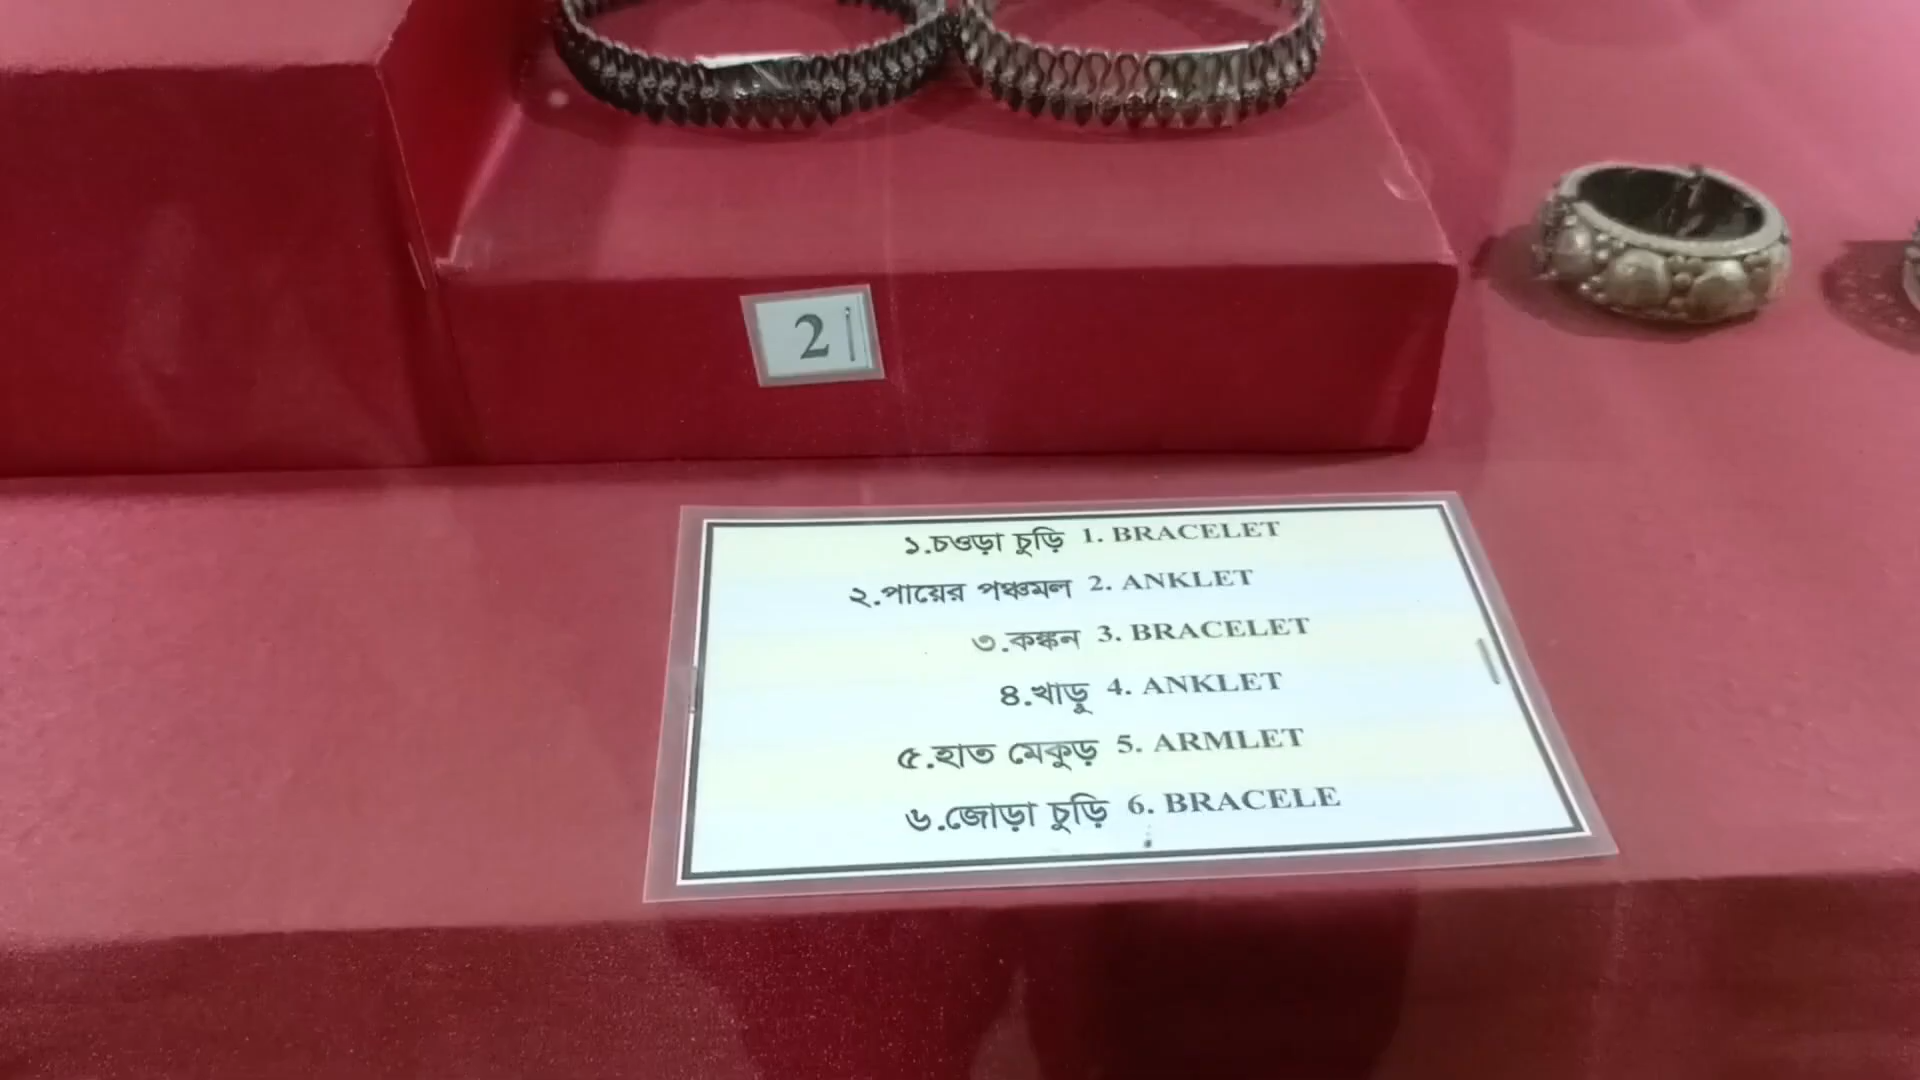 2
১.চওড়া চুড়ি 1. BRACELET
২.পায়ের পঞ্চমল 2. ANKLET
৩.কঙ্কন 3. BRACELET
৪.খাড়ু 4. ANKLET
৫.হাত মেকুড় 5. ARMLET
৬.জোড়া চুড়ি 6. BRACELE